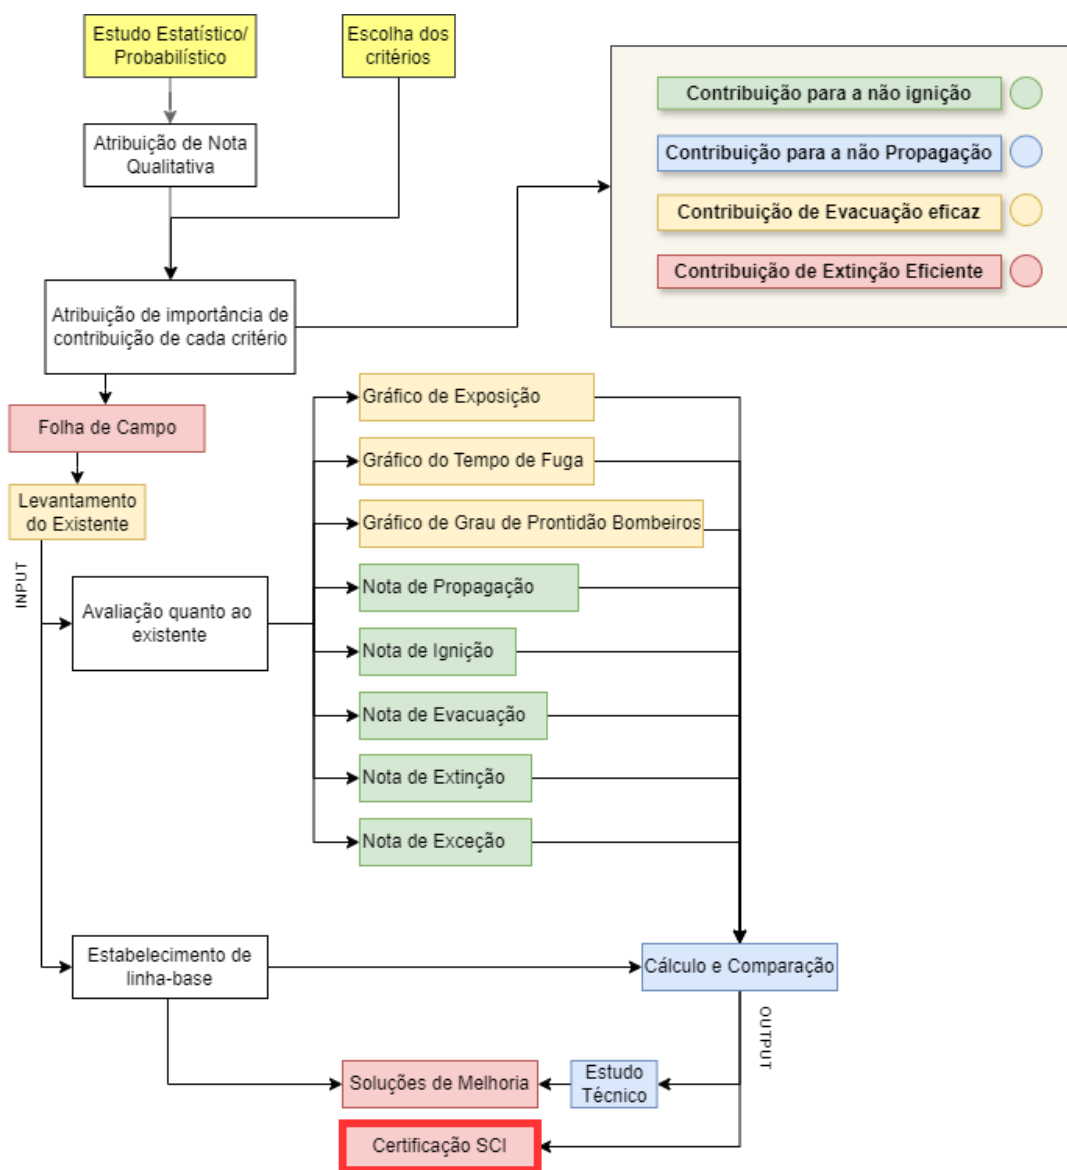 Estudo Estatístico/
Probabilístico
Escolha dos
critérios
Contribuição para a não ignição
Contribuição para a não Propagação
Contribuição de Evacuação eficaz
Contribuição de Extinção Eficiente
Atribuição de Nota
Qualitativa
Atribuição de importância de
contribuição de cada critério
Folha de Campo
Levantamento
do Existente
INPUT
Avaliação quanto ao
existente
Gráfico de Exposição
Gráfico do Tempo de Fuga
Gráfico de Grau de Prontidão Bombeiros
Nota de Propagação
Nota de Ignição
Nota de Evacuação
Nota de Extinção
Nota de Exceção
Estabelecimento de
linha-base
Cálculo e Comparação
OUTPUT
Soluções de Melhoria
Estudo
Técnico
Certificação SCI